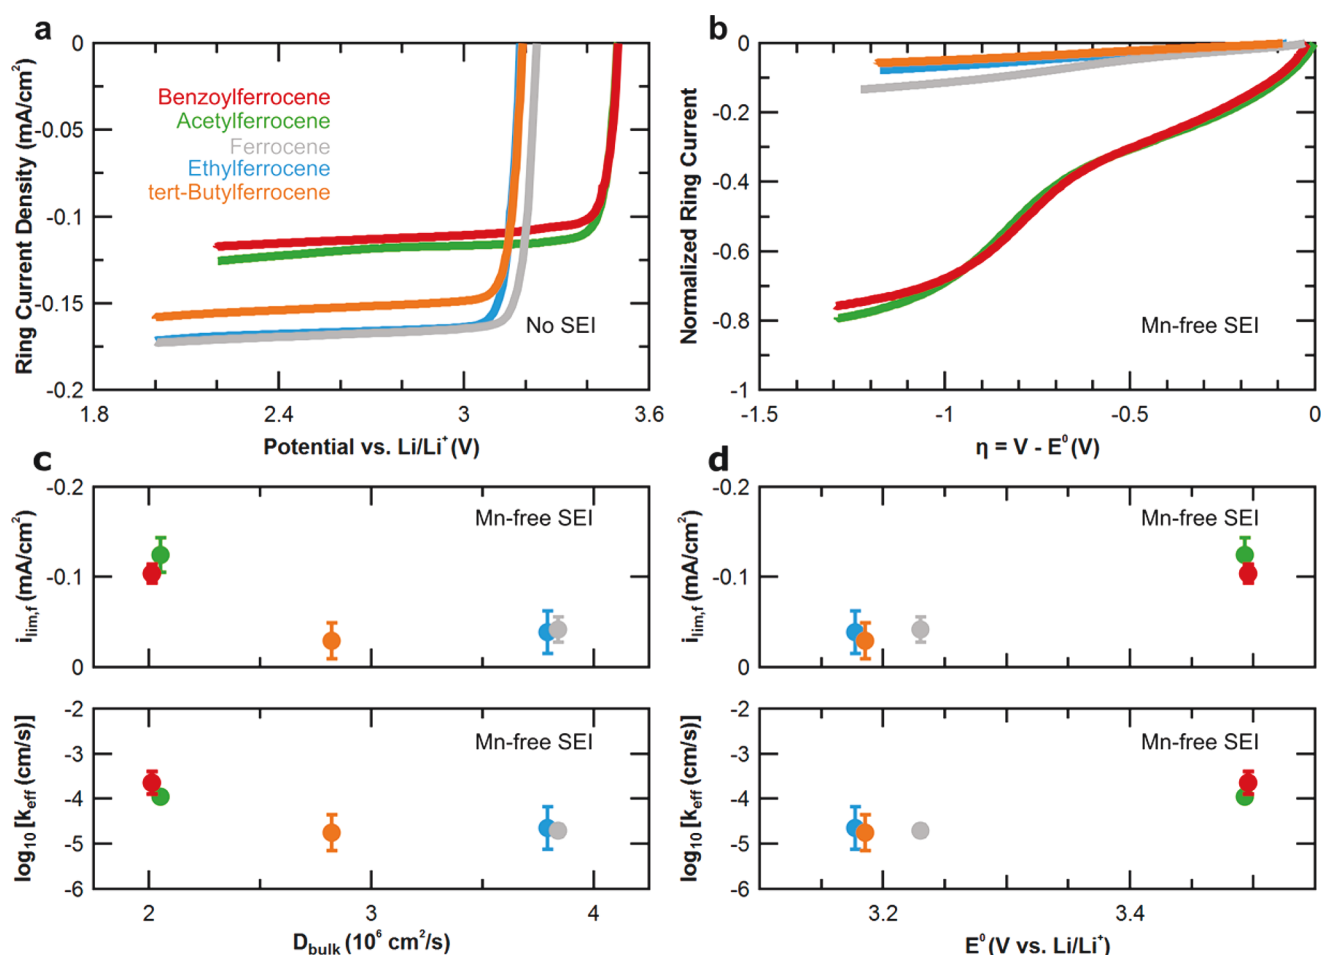 a
0
-0.05
-0.1
-0.15
-0.2
Ring Current Density (mA/cm²)
Benzoylferrocene
Acetylferrocene
Ferrocene
Ethylferrocene
tert-Butylferrocene
No SEI
1.8
2.4
3
3.6
Potential vs. Li/Li⁺ (V)
b
0
-0.2
-0.4
-0.6
-0.8
-1
Normalized Ring Current
Mn-free SEI
-1.5
-1
-0.5
0
η = V - E⁰ (V)
c
-0.2
-0.1
0
i_lim,f (mA/cm²)
Mn-free SEI
-2
-3
-4
-5
-6
log₁₀ [k_eff (cm/s)]
Mn-free SEI
2
3
4
D_bulk (10⁶ cm²/s)
d
-0.2
-0.1
0
i_lim,f (mA/cm²)
Mn-free SEI
-2
-3
-4
-5
-6
log₁₀ [k_eff (cm/s)]
Mn-free SEI
3.2
3.4
E⁰ (V vs. Li/Li⁺)